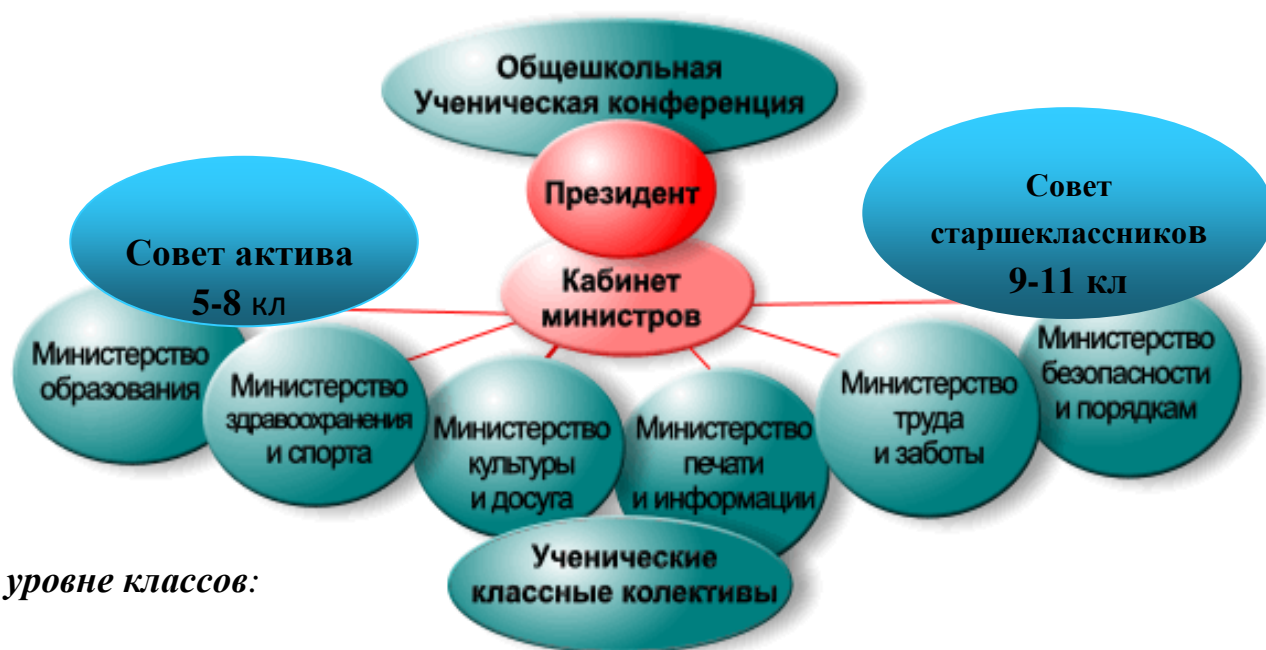 Общешкольная
Ученическая конференция
Президент
Совет актива
5-8 кл
Совет
старшеклассников
9-11 кл
Кабинет
министров
Министерство
образования
Министерство
здравоохранения
и спорта
Министерство
культуры
и досуга
Министерство
печати
и информации
Министерство
труда
и заботы
Министерство
безопасности
и порядкам
Ученические
классные колективы
уровне классов: